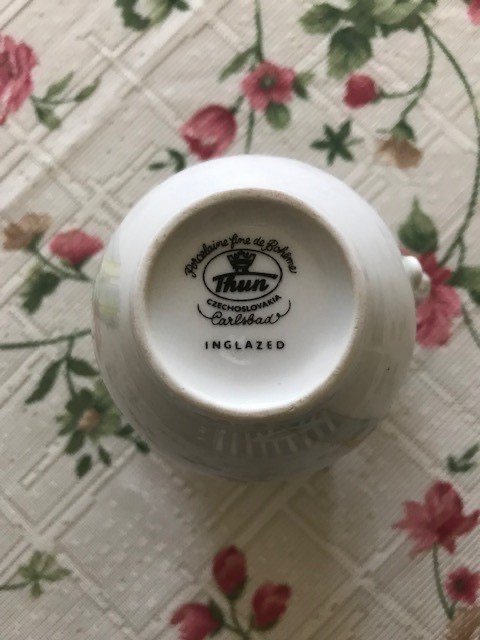 Porcelaine fine de Bohême
Thun
CZECHOSLOVAKIA
Carlsbad
INGLAZED